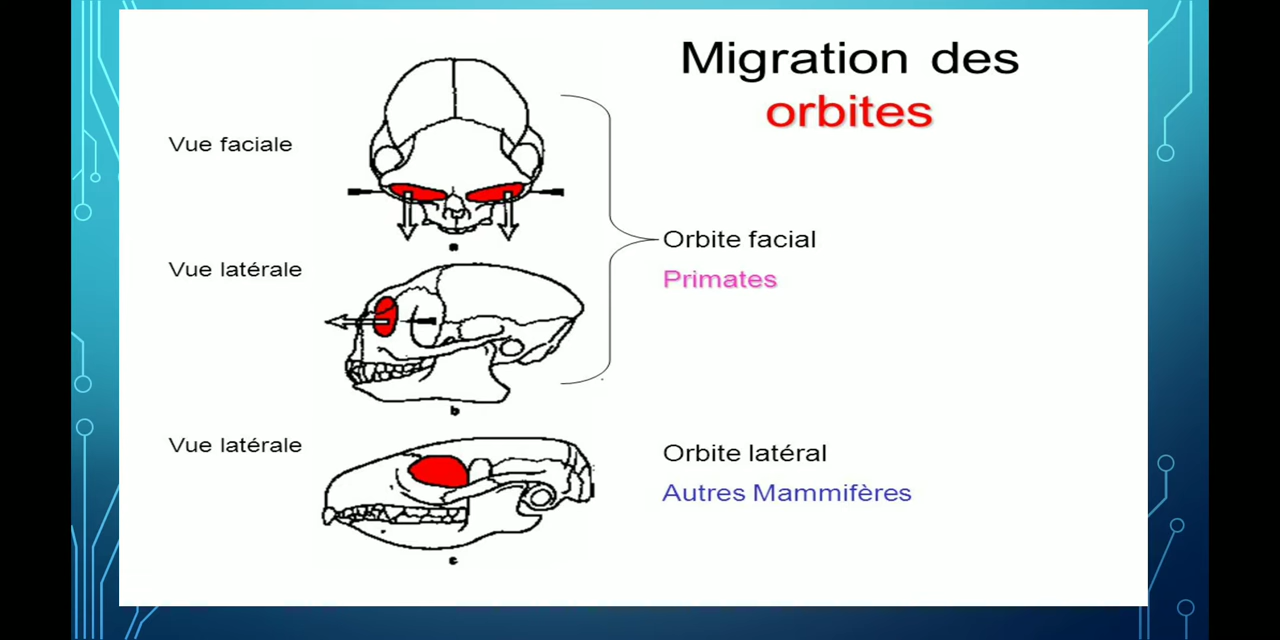 Migration des
orbites
Vue faciale
a
Vue latérale
Orbite facial
Primates
b
Vue latérale
Orbite latéral
Autres Mammifères
c